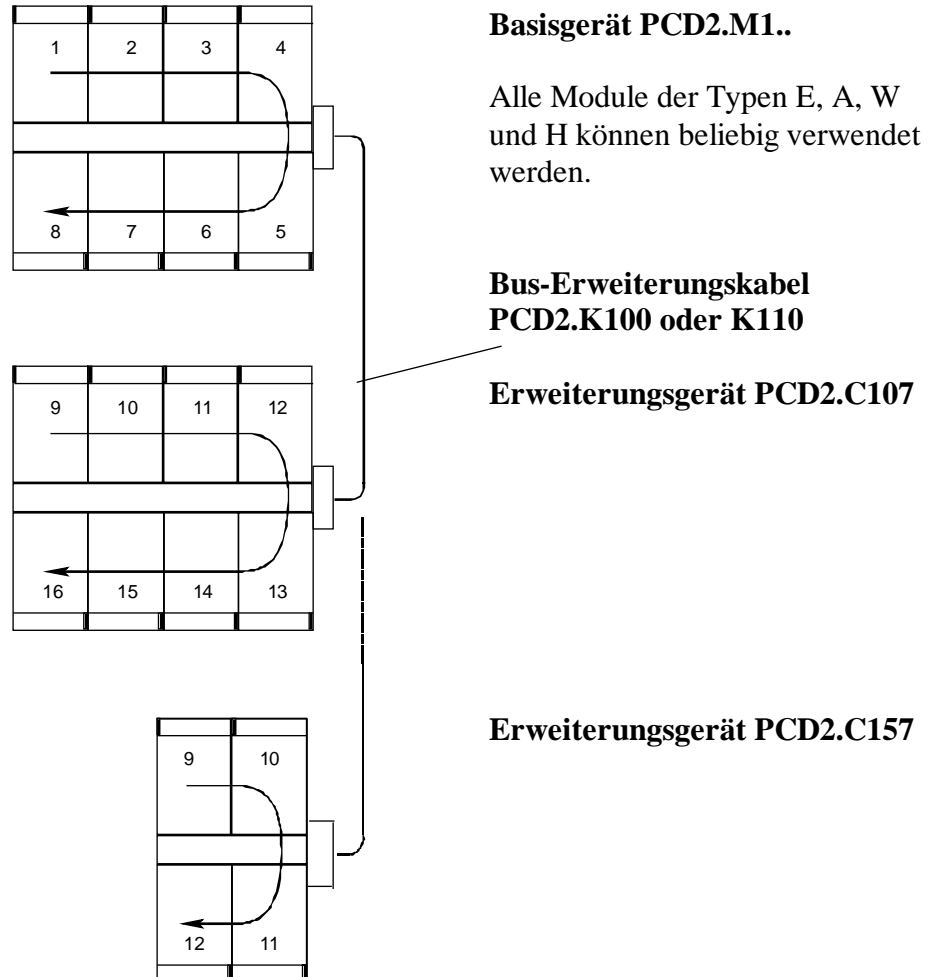 Basisgerät PCD2.M1..
1 2 3 4
Alle Module der Typen E, A, W
und H können beliebig verwendet
werden.
8 7 6 5
Bus-Erweiterungskabel
PCD2.K100 oder K110
Erweiterungsgerät PCD2.C107
9 10 11 12
16 15 14 13
Erweiterungsgerät PCD2.C157
9 10
12 11